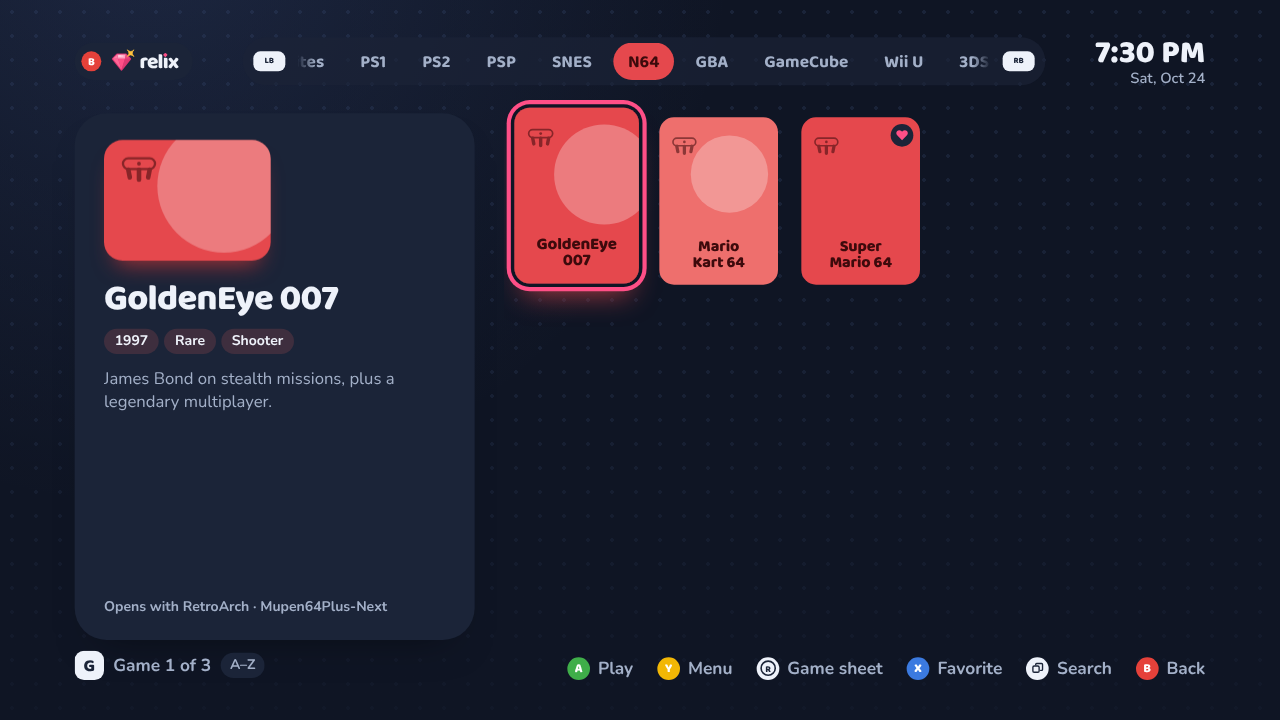 B relix
LB tes PS1 PS2 PSP SNES N64 GBA GameCube Wii U 3DS RB
7:30 PM
Sat, Oct 24
GoldenEye 007
1997 Rare Shooter
James Bond on stealth missions, plus a
legendary multiplayer.
Opens with RetroArch · Mupen64Plus-Next
GoldenEye
007
Mario
Kart 64
Super
Mario 64
G Game 1 of 3 A–Z
A Play Y Menu R Game sheet X Favorite Search B Back